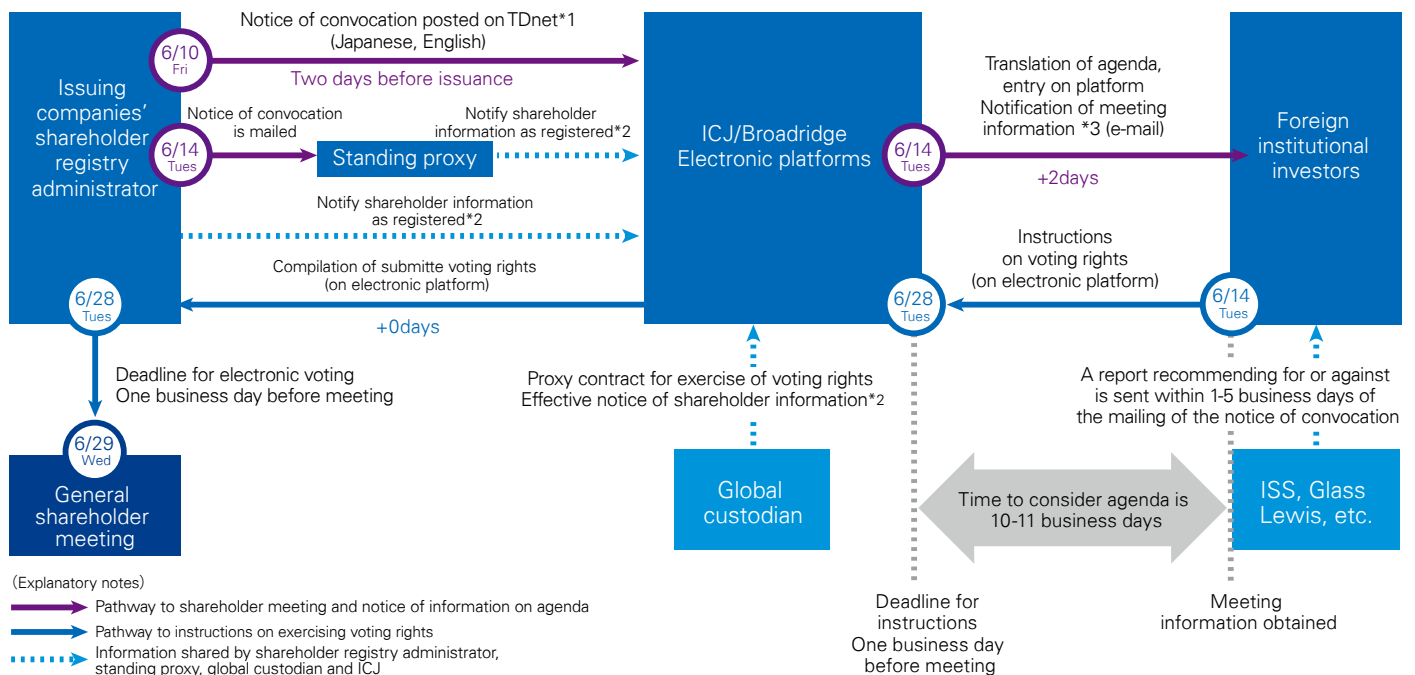 Notice of convocation posted on TDnet*1
(Japanese, English)
6/10
Fri
Two days before issuance
Issuing
companies'
shareholder
registry
administrator
Notice of convocation
is mailed
6/14
Tues
Standing proxy
Notify shareholder
information as registered*2
Notify shareholder information
as registered*2
ICJ/Broadridge
Electronic platforms
6/14
Tues
Translation of agenda,
entry on platform
Notification of meeting
information *3 (e-mail)
+2days
Foreign
institutional
investors
Compilation of submitte voting rights
(on electronic platform)
6/28
Tues
+0days
Instructions
on voting rights
(on electronic platform)
6/28
Tues
6/14
Tues
Deadline for electronic voting
One business day before meeting
6/29
Wed
General
shareholder
meeting
Proxy contract for exercise of voting rights
Effective notice of shareholder information*2
Global
custodian
A report recommending for or against
is sent within 1-5 business days of
the mailing of the notice of convocation
Time to consider agenda is
10-11 business days
ISS, Glass
Lewis, etc.
Deadline for
instructions
One business day
before meeting
Meeting
information obtained
(Explanatory notes)
Pathway to shareholder meeting and notice of information on agenda
Pathway to instructions on exercising voting rights
Information shared by shareholder registry administrator,
standing proxy, global custodian and ICJ